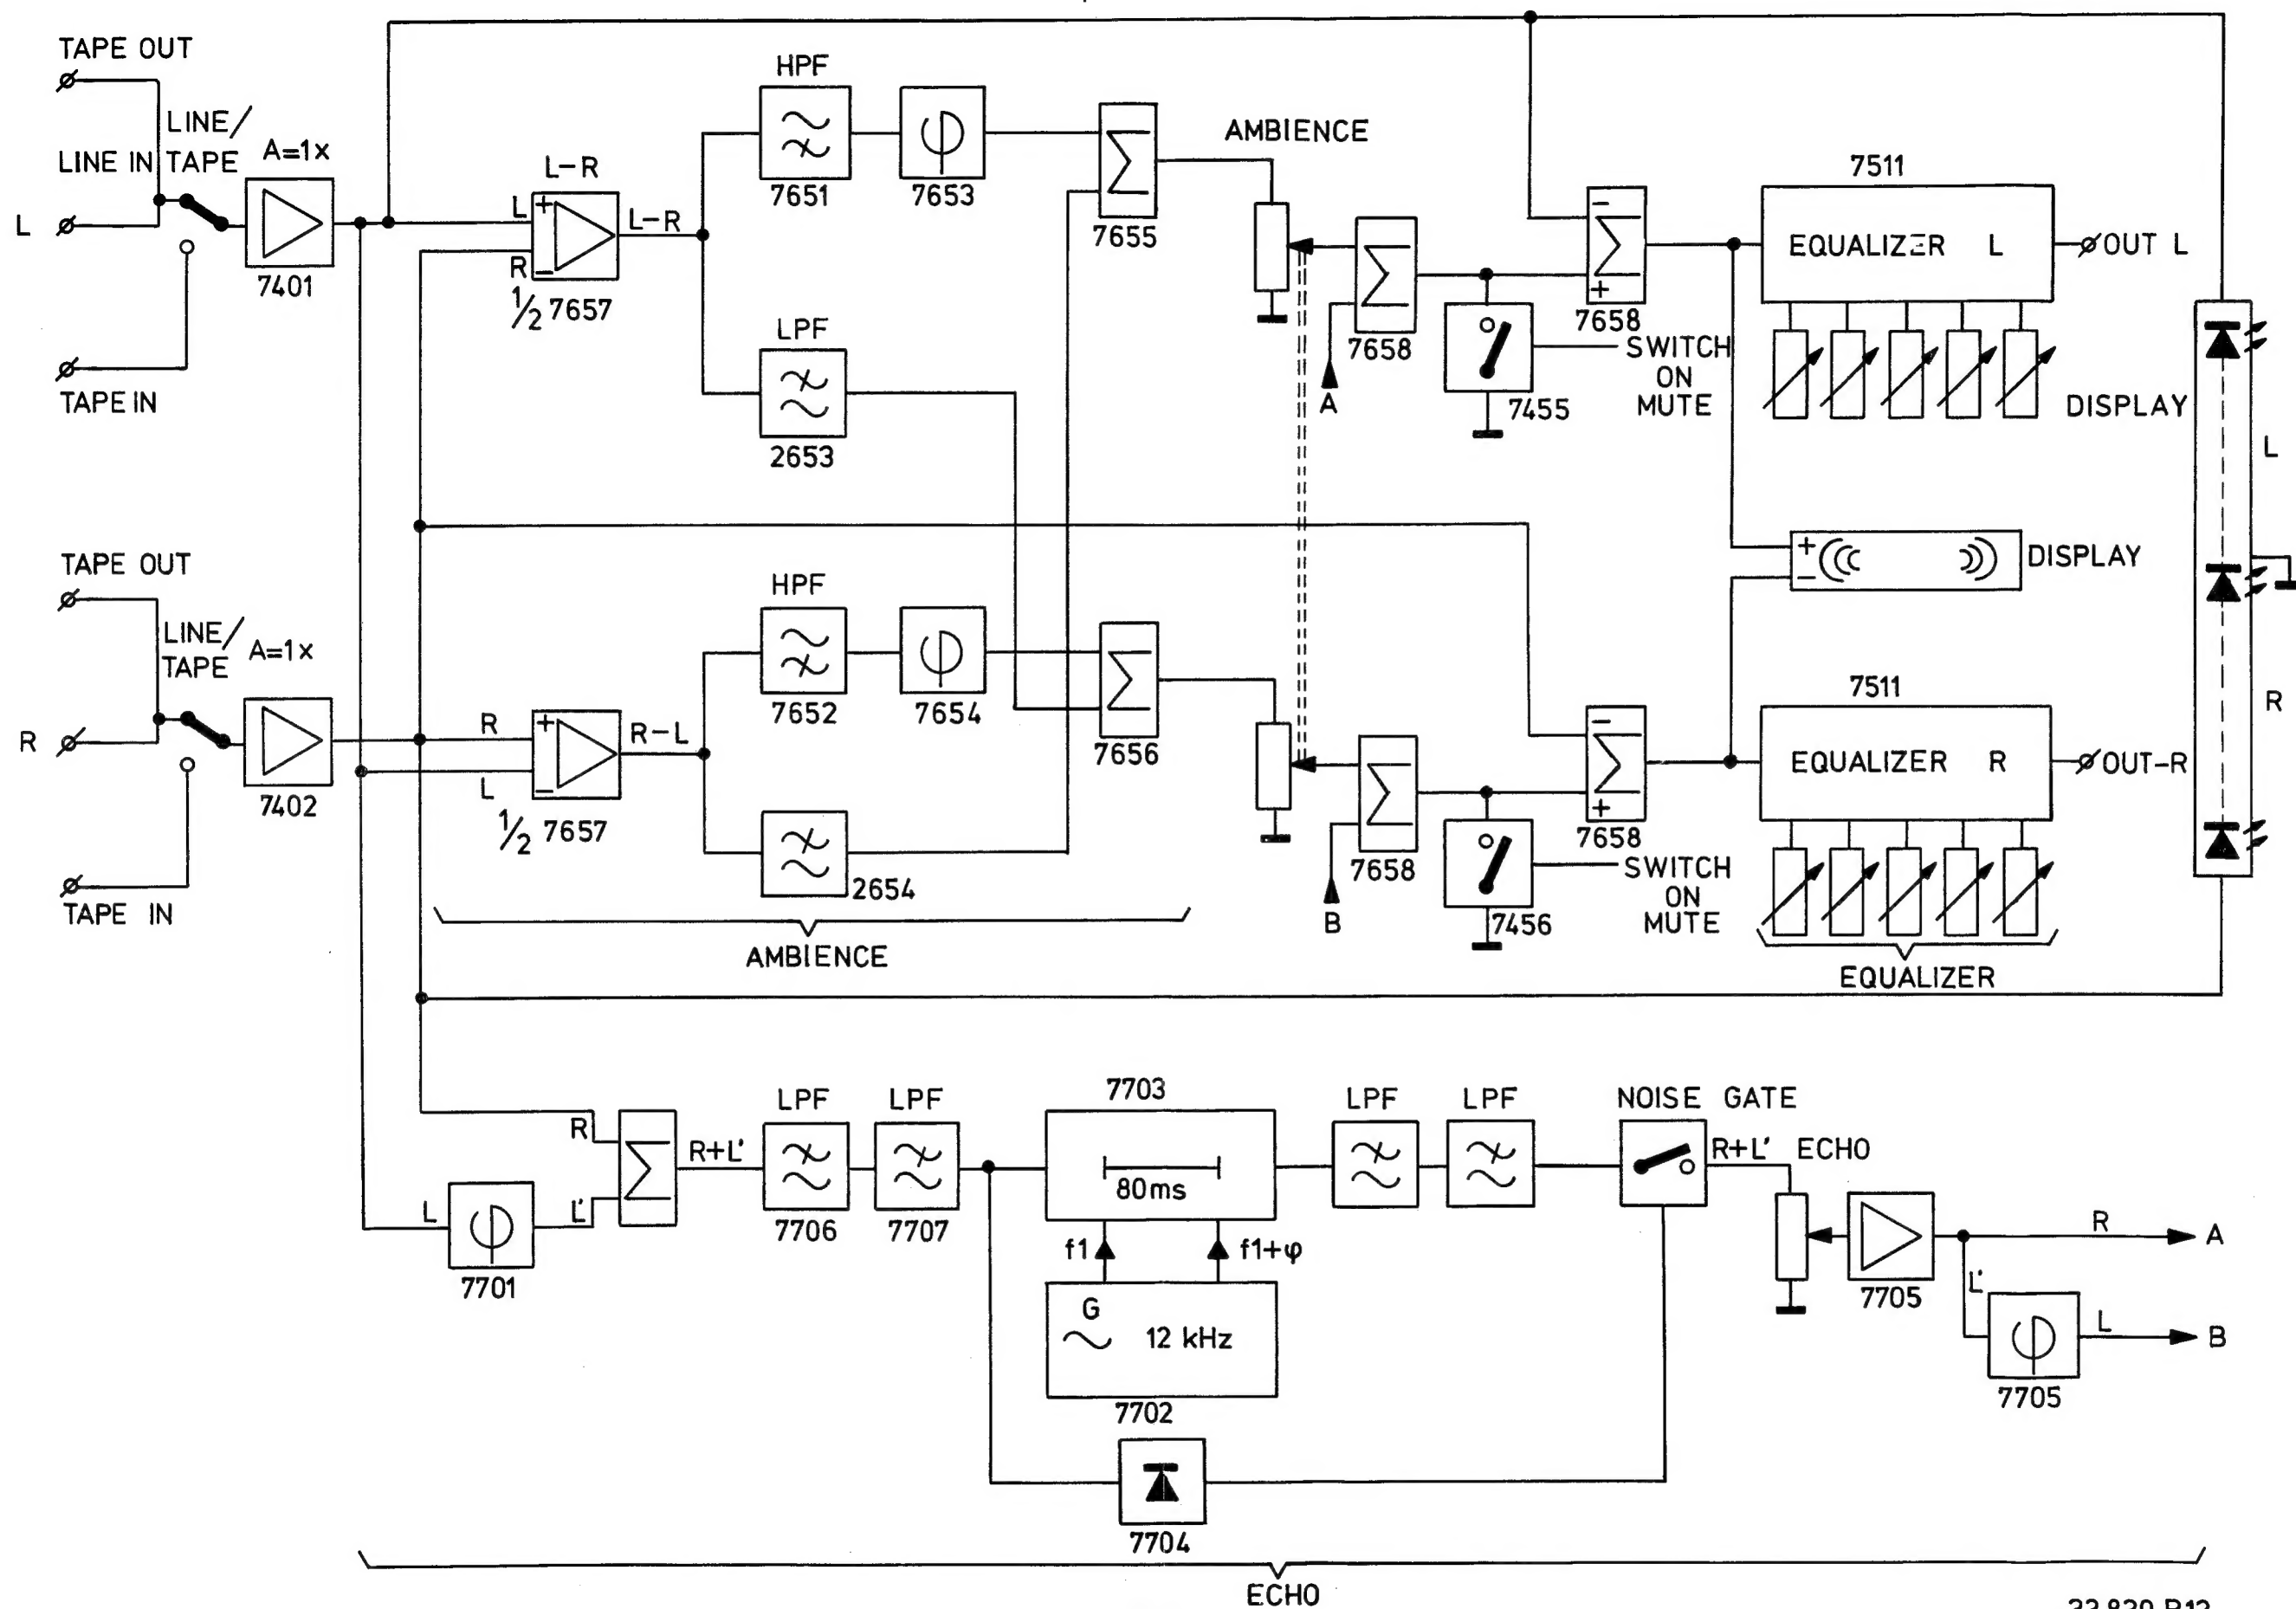 TAPE OUT
LINE/
LINE IN TAPE
A=1x
L
7401
TAPE IN
L-R
L
+
R
-
1/2 7657
L-R
HPF
7651
φ
7653
LPF
2653
Σ
7655
AMBIENCE
Σ
7658
A
-
Σ
+
7658
SWITCH
ON
MUTE
7455
7511
EQUALIZER L
OUT L
DISPLAY
L
R
+
-
DISPLAY
TAPE OUT
LINE/
TAPE
A=1x
R
7402
TAPE IN
R
+
L
-
1/2 7657
R-L
HPF
7652
φ
7654
2654
Σ
7656
AMBIENCE
Σ
7658
B
-
Σ
+
7658
SWITCH
ON
MUTE
7456
7511
EQUALIZER R
OUT-R
EQUALIZER
R
L
φ
7701
L'
Σ
R+L'
LPF
7706
LPF
7707
7703
80ms
f1
f1+φ
G
12 kHz
7702
7704
LPF
LPF
NOISE GATE
R+L'
ECHO
7705
R
A
L'
φ
7705
L
B
ECHO